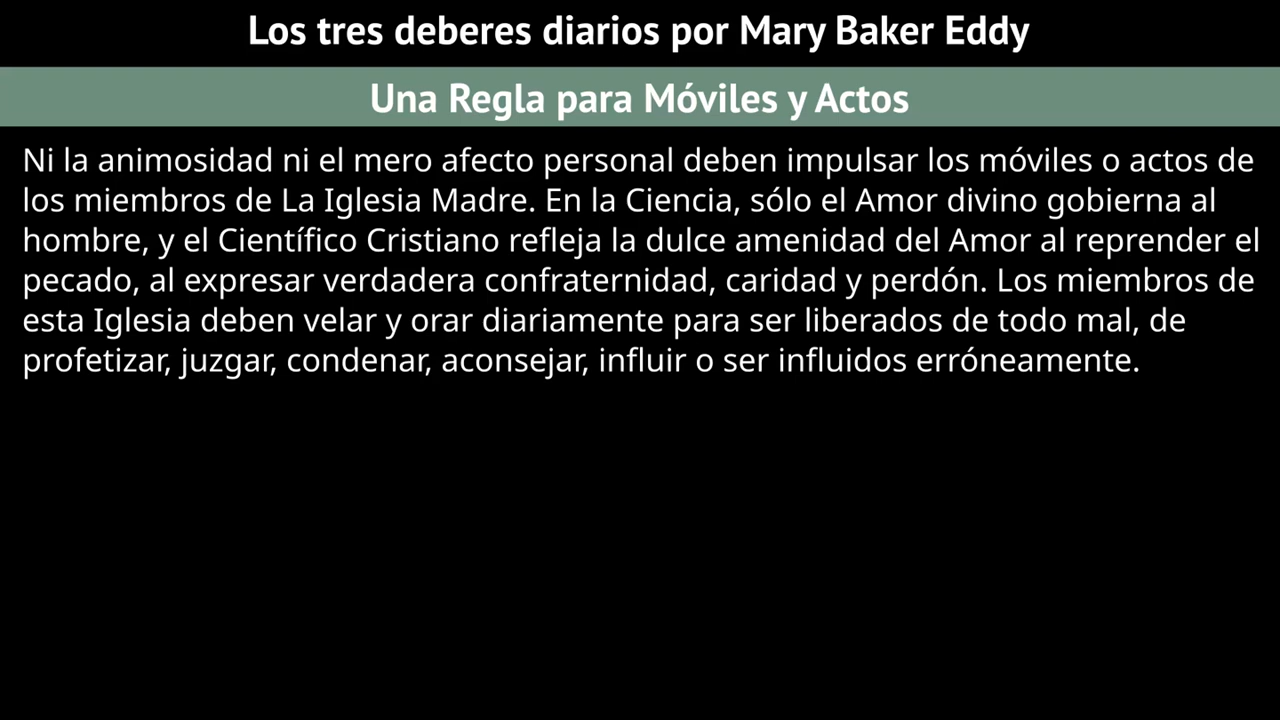 Los tres deberes diarios por Mary Baker Eddy
Una Regla para Móviles y Actos
Ni la animosidad ni el mero afecto personal deben impulsar los móviles o actos de
los miembros de La Iglesia Madre. En la Ciencia, sólo el Amor divino gobierna al
hombre, y el Científico Cristiano refleja la dulce amenidad del Amor al reprender el
pecado, al expresar verdadera confraternidad, caridad y perdón. Los miembros de
esta Iglesia deben velar y orar diariamente para ser liberados de todo mal, de
profetizar, juzgar, condenar, aconsejar, influir o ser influidos erróneamente.